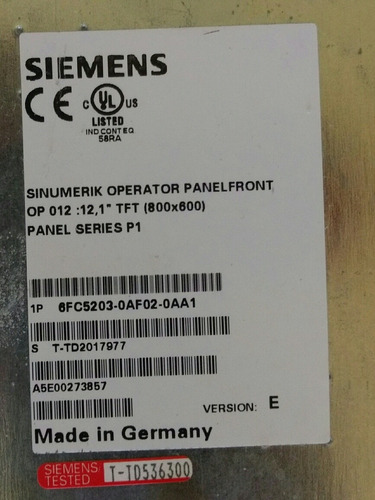 SIEMENS
CE C UL US
LISTED
IND CONT EQ
58RA
SINUMERIK OPERATOR PANELFRONT
OP 012 :12,1" TFT (800x600)
PANEL SERIES P1
1P 6FC5203-0AF02-0AA1
S T-TD2017977
A5E00273857
VERSION: E
Made in Germany
SIEMENS T-TD536300
TESTED